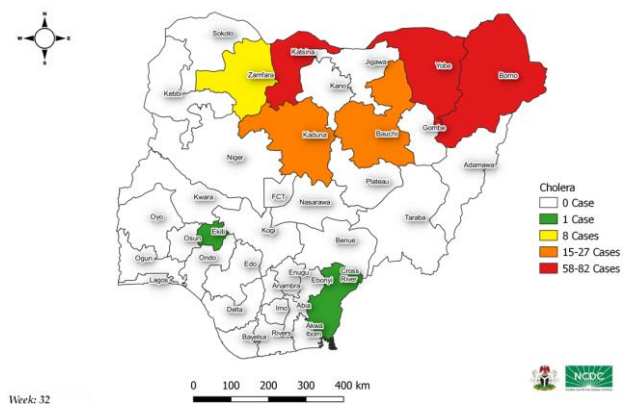 N
W
E
S
Sokoto
Katsina
Jigawa
Yobe
Borno
Zamfara
Kano
Kebbi
Kaduna
Bauchi
Gombe
Niger
Adamawa
Plateau
FCT
Nasarawa
Kwara
Taraba
Oyo
Kogi
Ekiti
Osun
Benue
Ogun
Ondo
Edo
Enugu
Cross
River
Ebonyi
Lagos
Anambra
Delta
Imo
Abia
Akwa
Ibom
Bayelsa
Rivers
Cholera
0 Case
1 Case
8 Cases
15-27 Cases
58-82 Cases
NCDC
Week: 32
0 100 200 300 400 km